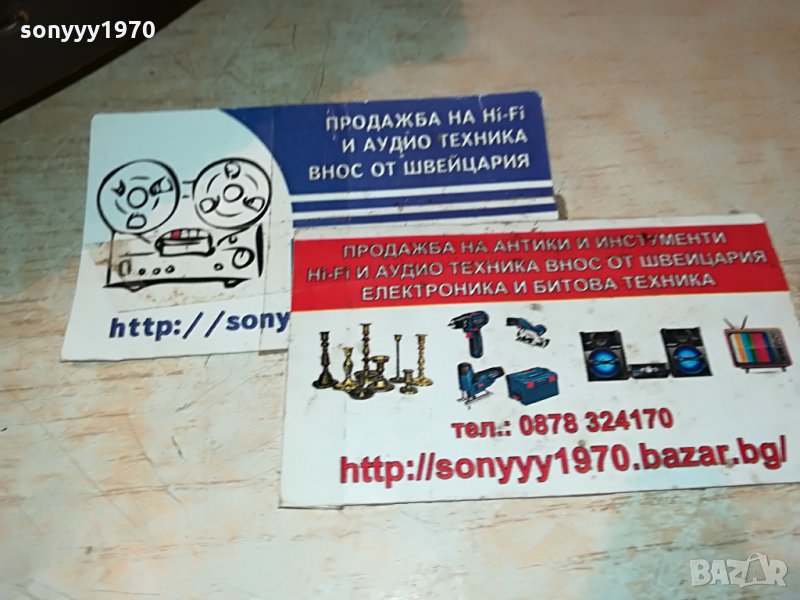 sonyyy1970
ПРОДАЖБА НА Hi-Fi
И АУДИО ТЕХНИКА
ВНОС ОТ ШВЕЙЦАРИЯ
http://sony
ПРОДАЖБА НА АНТИКИ И ИНСТУМЕНТИ
Hi-Fi И АУДИО ТЕХНИКА ВНОС ОТ ШВЕЙЦАРИЯ
ЕЛЕКТРОНИКА И БИТОВА ТЕХНИКА
тел.: 0878 324170
http://sonyyy1970.bazar.bg/
BAZAR